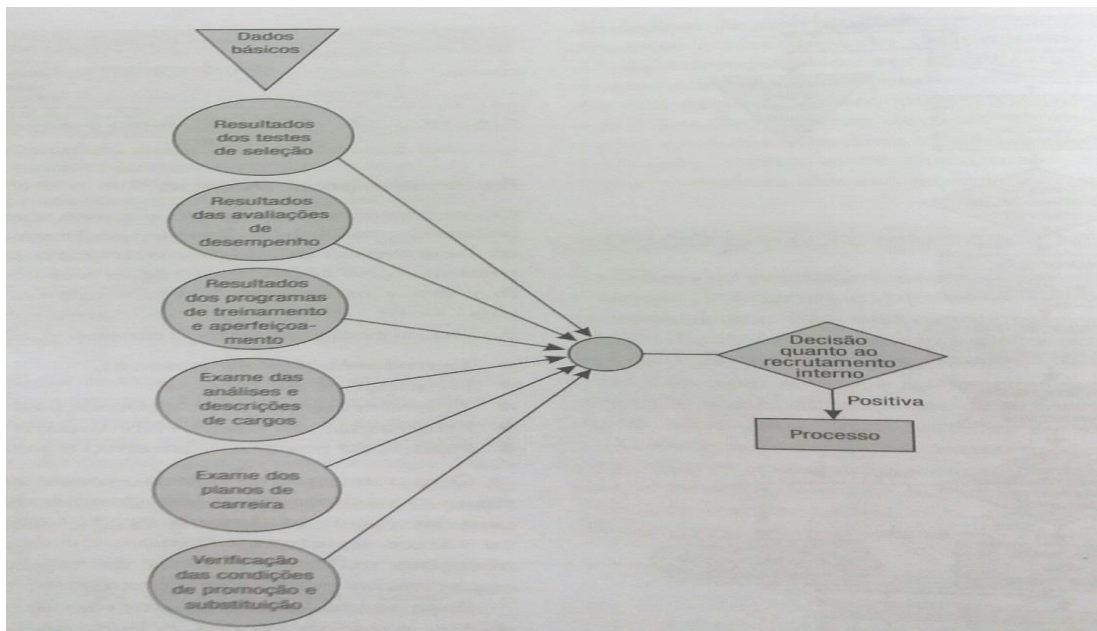 Dados
básicos
Resultados
dos testes
de seleção
Resultados
das avaliações
de
desempenho
Resultados
dos programas
de treinamento
e aperfeiçoa-
mento
Exame das
análises e
descrições
de cargos
Exame dos
planos de
carreira
Verificação
das condições
de promoção e
substituição
Decisão
quanto ao
recrutamento
interno
Positiva
Processo